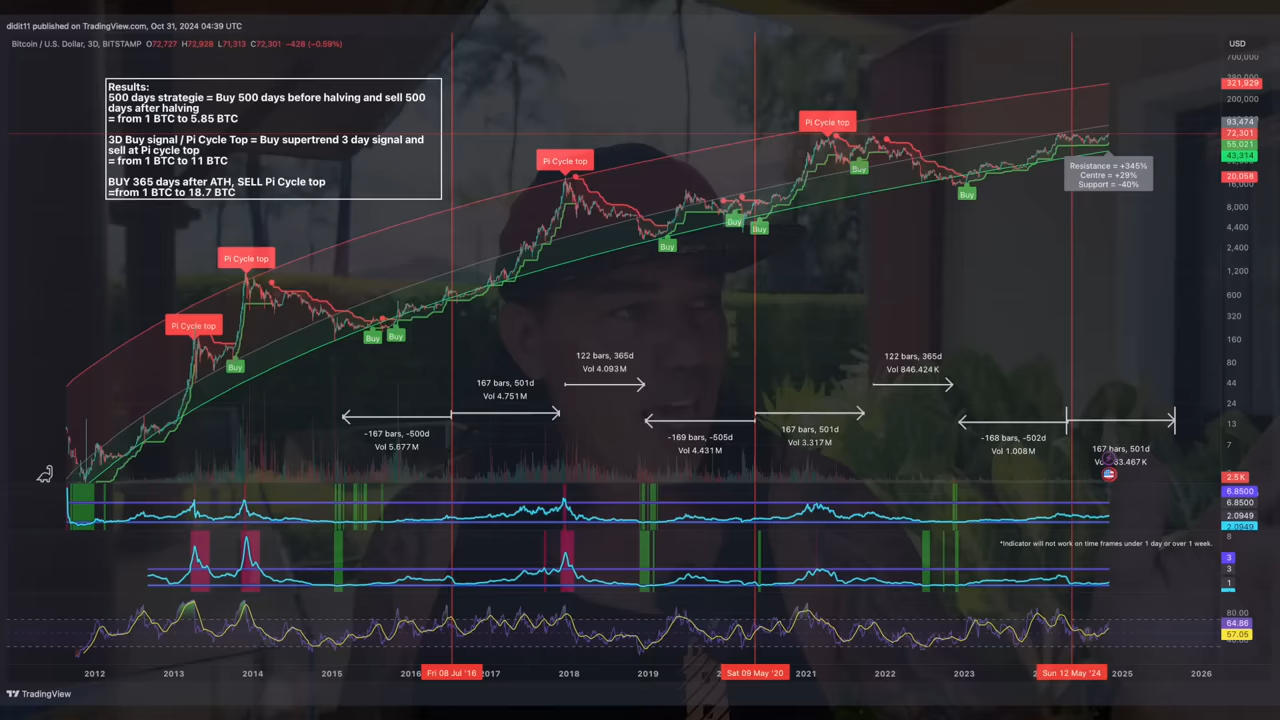 dldit11 published on TradingView.com, Oct 31, 2024 04:39 UTC
Bitcoin / U.S. Dollar, 3D, BITSTAMP O72,727 H72,928 L71,313 C72,301 −428 (−0.59%)
USD
700,000
321,929
200,000
93,474
72,301
55,021
43,314
20,058
16,000
8,000
4,400
2,400
1,200
600
320
160
80
44
24
13
7
2.5K
Results:
500 days strategie = Buy 500 days before halving and sell 500
days after halving
= from 1 BTC to 5.85 BTC
3D Buy signal / Pi Cycle Top = Buy supertrend 3 day signal and
sell at Pi cycle top
= from 1 BTC to 11 BTC
BUY 365 days after ATH, SELL Pi Cycle top
=from 1 BTC to 18.7 BTC
Pi Cycle top
Pi Cycle top
Pi Cycle top
Pi Cycle top
Buy
Buy
Buy
Buy
Buy
Buy
Buy
Buy
Resistance = +345%
Centre = +29%
Support = -40%
122 bars, 365d
Vol 4.093M
122 bars, 365d
Vol 846.424K
167 bars, 501d
Vol 4.751M
-167 bars, -500d
Vol 5.677M
-169 bars, -505d
Vol 4.431M
167 bars, 501d
Vol 3.317M
-168 bars, -502d
Vol 1.008M
167 bars, 501d
33.467K
6.8500
6.8500
2.0949
2.0949
8
*Indicator will not work on time frames under 1 day or over 1 week.
3
3
1
80.00
64.86
57.05
2012 2013 2014 2015 2016 Fri 08 Jul '16 2017 2018 2019 Sat 09 May '20 2021 2022 2023 Sun 12 May '24 2025 2026
TradingView